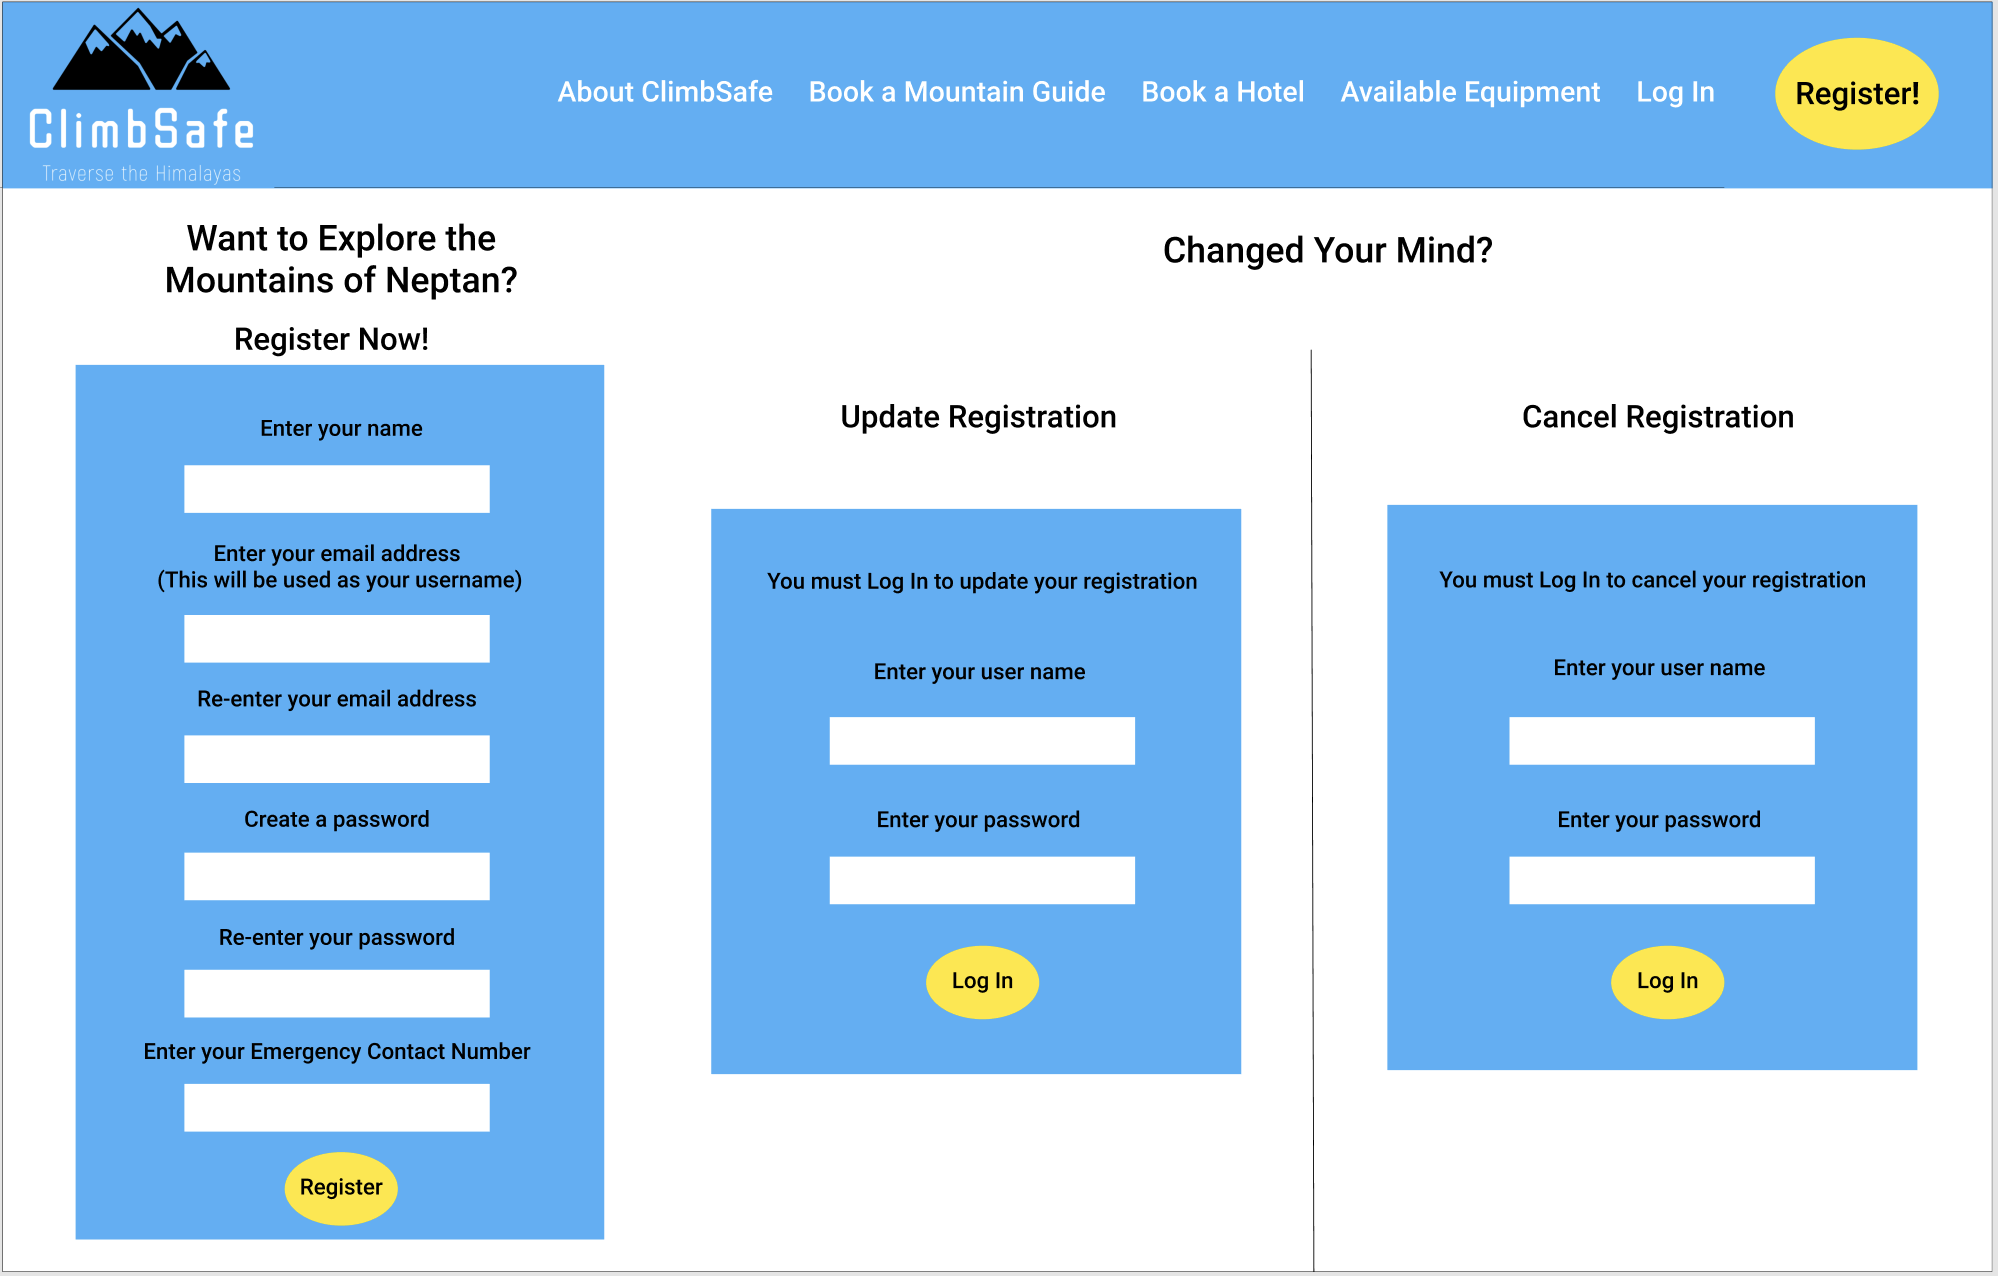 ClimbSafe
Traverse the Himalayas
About ClimbSafe
Book a Mountain Guide
Book a Hotel
Available Equipment
Log In
Register!
Want to Explore the
Mountains of Neptan?
Register Now!
Enter your name
Enter your email address
(This will be used as your username)
Re-enter your email address
Create a password
Re-enter your password
Enter your Emergency Contact Number
Register
Changed Your Mind?
Update Registration
You must Log In to update your registration
Enter your user name
Enter your password
Log In
Cancel Registration
You must Log In to cancel your registration
Enter your user name
Enter your password
Log In